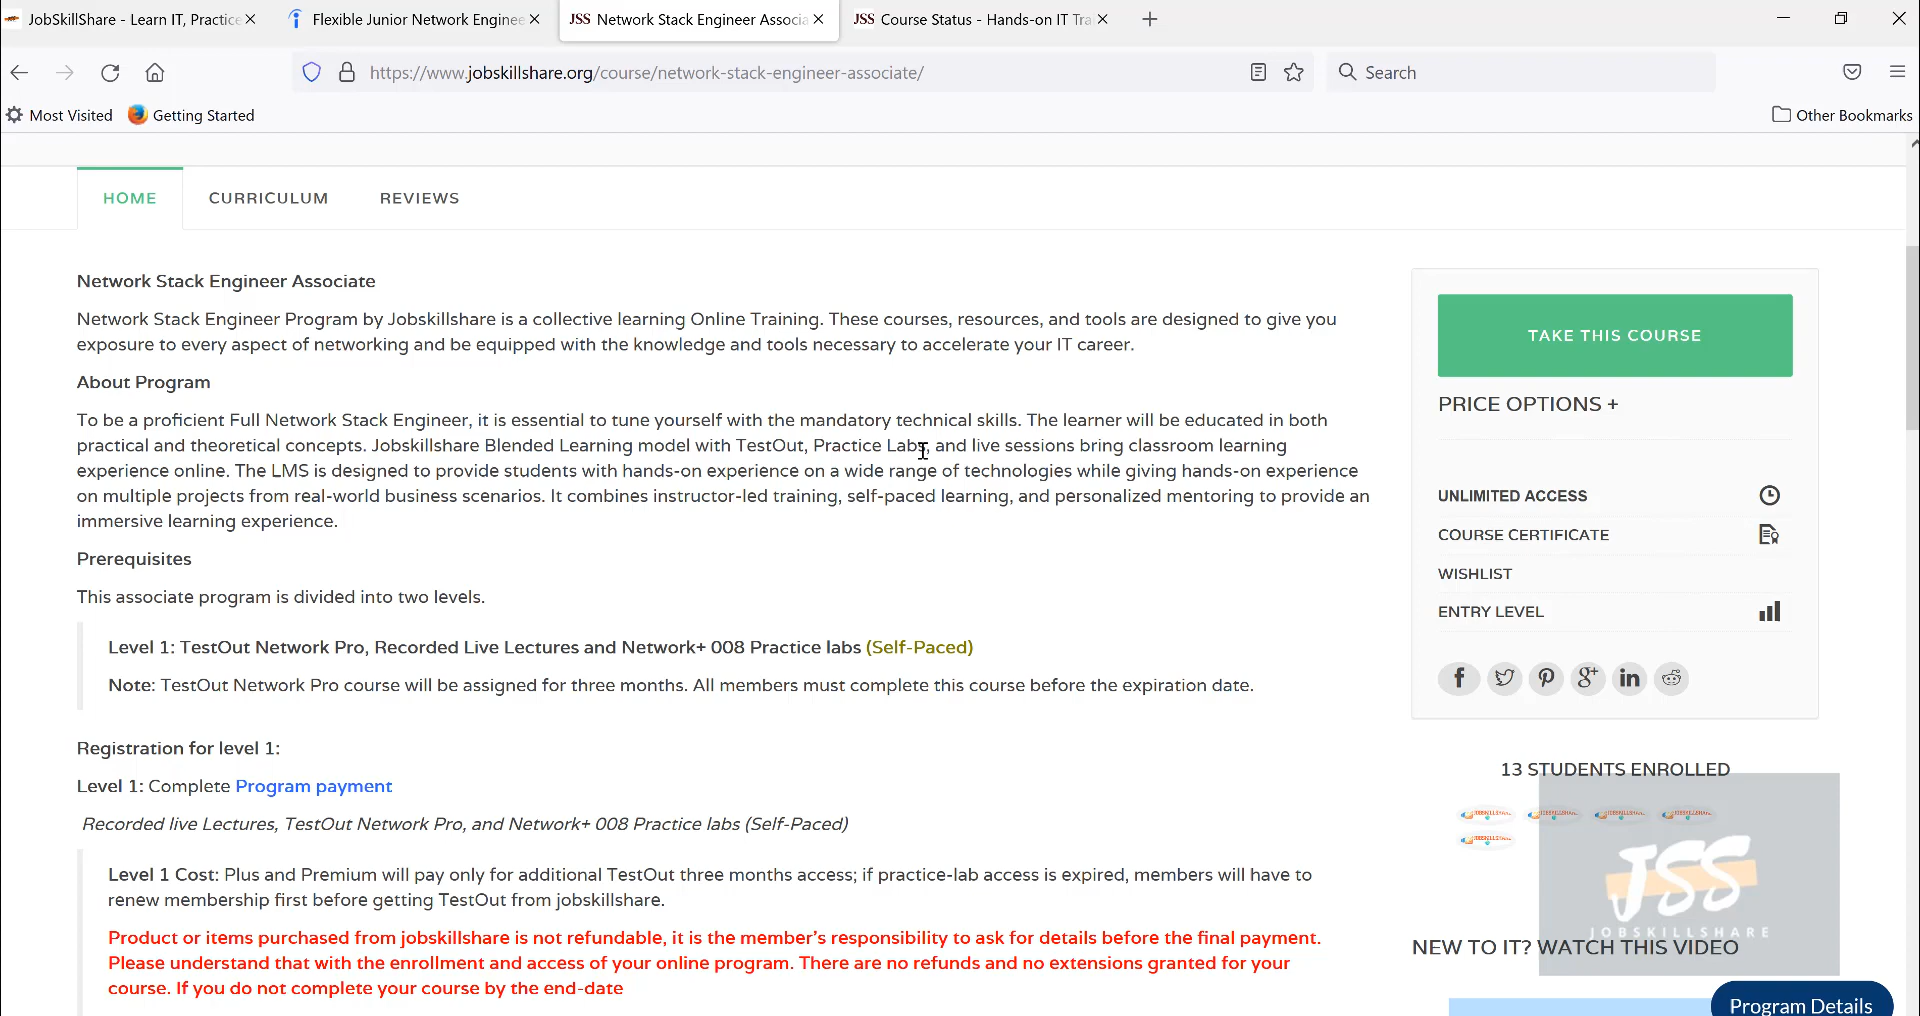 JobSkillShare - Learn IT, Practice
Flexible Junior Network Enginee
JSS Network Stack Engineer Associa
JSS Course Status - Hands-on IT Tra
https://www.jobskillshare.org/course/network-stack-engineer-associate/
Search
Most Visited
Getting Started
Other Bookmarks
HOME
CURRICULUM
REVIEWS
Network Stack Engineer Associate
Network Stack Engineer Program by Jobskillshare is a collective learning Online Training. These courses, resources, and tools are designed to give you
exposure to every aspect of networking and be equipped with the knowledge and tools necessary to accelerate your IT career.
About Program
To be a proficient Full Network Stack Engineer, it is essential to tune yourself with the mandatory technical skills. The learner will be educated in both
practical and theoretical concepts. Jobskillshare Blended Learning model with TestOut, Practice Labs, and live sessions bring classroom learning
experience online. The LMS is designed to provide students with hands-on experience on a wide range of technologies while giving hands-on experience
on multiple projects from real-world business scenarios. It combines instructor-led training, self-paced learning, and personalized mentoring to provide an
immersive learning experience.
Prerequisites
This associate program is divided into two levels.
Level 1: TestOut Network Pro, Recorded Live Lectures and Network+ 008 Practice labs (Self-Paced)
Note: TestOut Network Pro course will be assigned for three months. All members must complete this course before the expiration date.
Registration for level 1:
Level 1: Complete Program payment
Recorded live Lectures, TestOut Network Pro, and Network+ 008 Practice labs (Self-Paced)
Level 1 Cost: Plus and Premium will pay only for additional TestOut three months access; if practice-lab access is expired, members will have to
renew membership first before getting TestOut from jobskillshare.
Product or items purchased from jobskillshare is not refundable, it is the member's responsibility to ask for details before the final payment.
Please understand that with the enrollment and access of your online program. There are no refunds and no extensions granted for your
course. If you do not complete your course by the end-date
TAKE THIS COURSE
PRICE OPTIONS +
UNLIMITED ACCESS
COURSE CERTIFICATE
WISHLIST
ENTRY LEVEL
13 STUDENTS ENROLLED
JSS
JOBSKILLSHARE
NEW TO IT? WATCH THIS VIDEO
Program Details